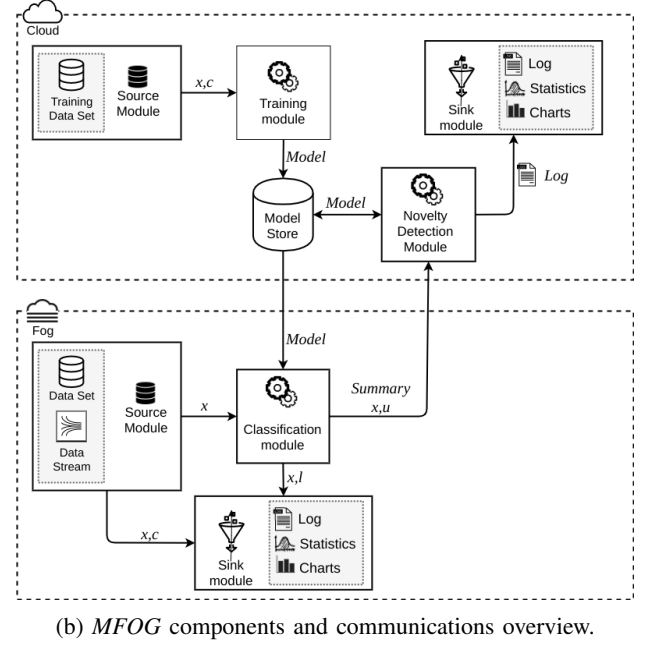 Cloud
Training
Data Set
Source
Module
x,c
Training
module
Sink
module
Log
Statistics
Charts
Model
Model
Store
Model
Novelty
Detection
Module
Log
Fog
Model
Data Set
Data
Stream
Source
Module
x
Classification
module
Summary
x,u
x,l
x,c
Sink
module
Log
Statistics
Charts
(b) MFOG components and communications overview.